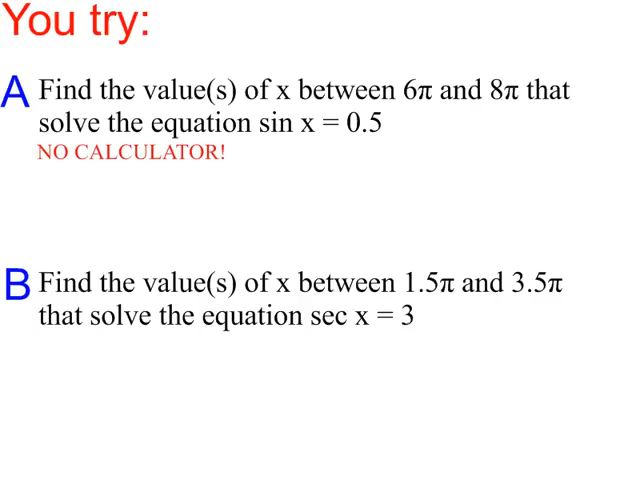 You try:
A Find the value(s) of x between 6π and 8π that
solve the equation sin x = 0.5
NO CALCULATOR!
B Find the value(s) of x between 1.5π and 3.5π
that solve the equation sec x = 3